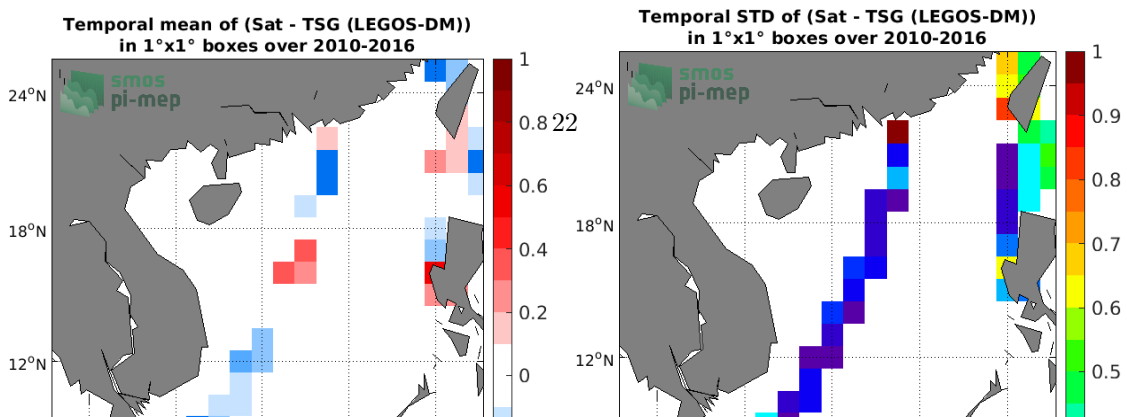 Temporal mean of (Sat - TSG (LEGOS-DM))
in 1°x1° boxes over 2010-2016
smos
pi-mep
24°N
18°N
12°N
1
0.8
0.6
0.4
0.2
0
22
Temporal STD of (Sat - TSG (LEGOS-DM))
in 1°x1° boxes over 2010-2016
smos
pi-mep
24°N
18°N
12°N
1
0.9
0.8
0.7
0.6
0.5